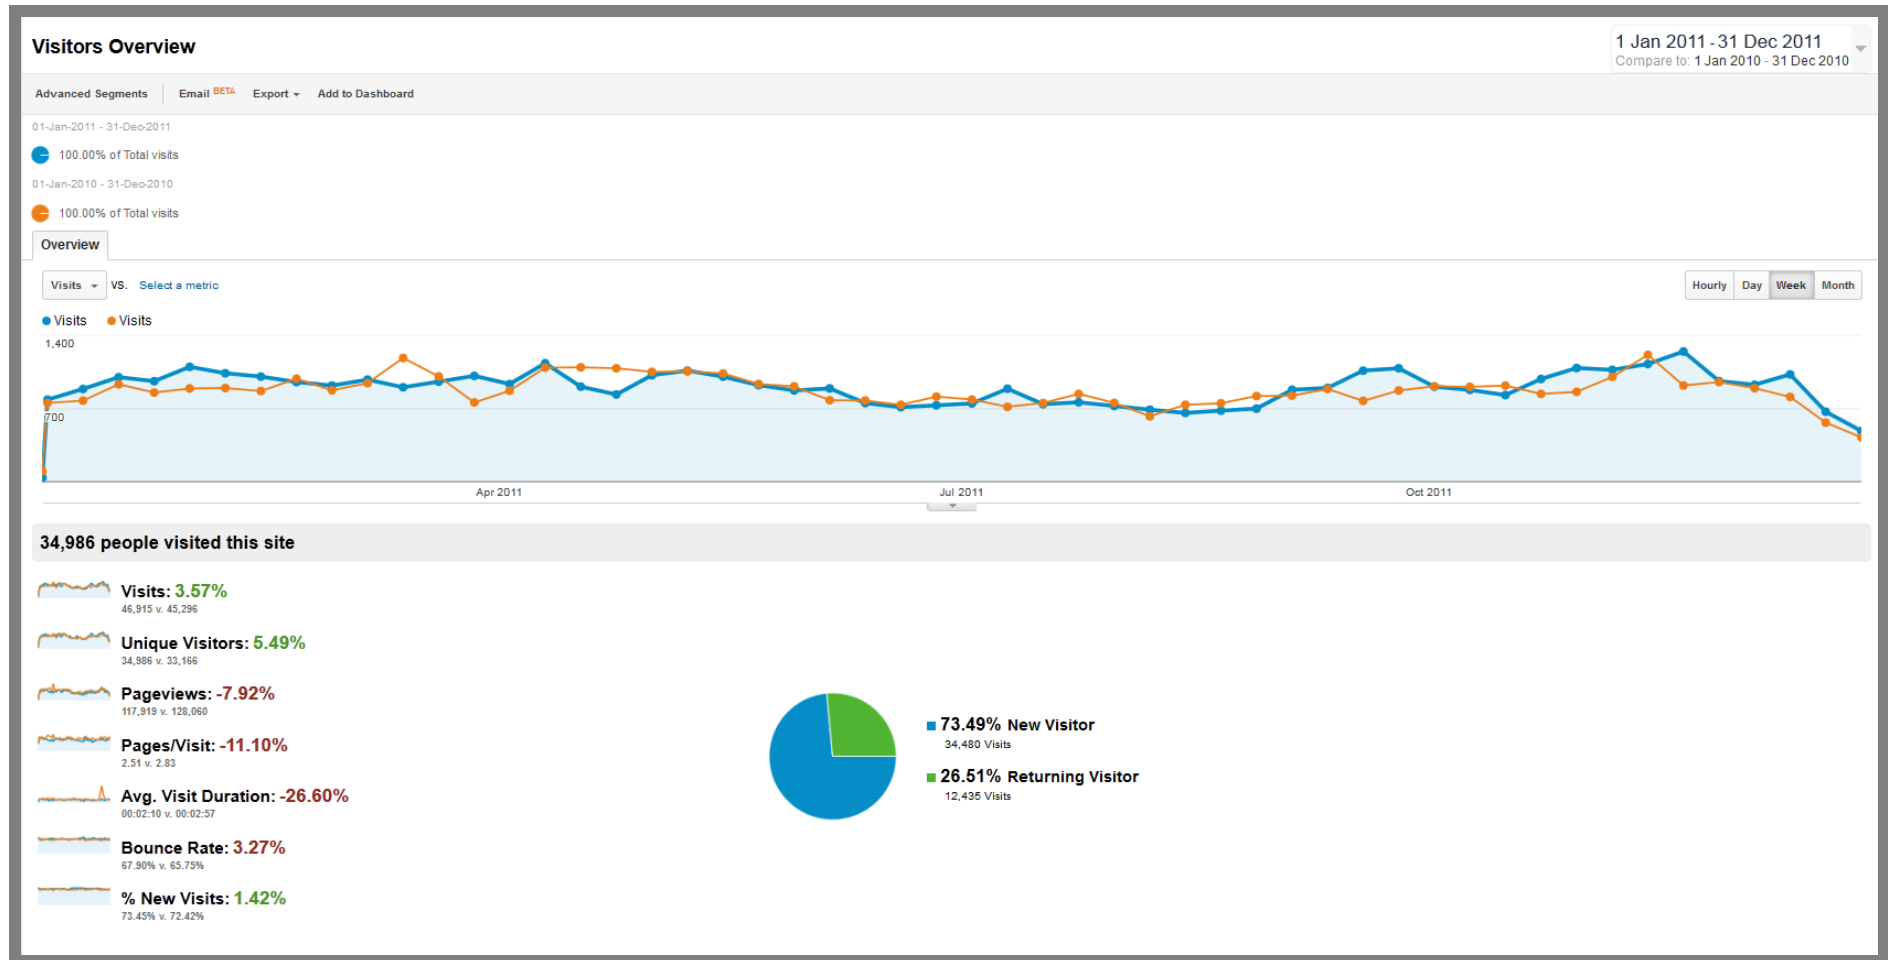 Visitors Overview
1 Jan 2011 - 31 Dec 2011
Compare to: 1 Jan 2010 - 31 Dec 2010
Advanced Segments Email BETA Export Add to Dashboard
01-Jan-2011 - 31-Dec-2011
100.00% of Total visits
01-Jan-2010 - 31-Dec-2010
100.00% of Total visits
Overview
Visits VS. Select a metric
Hourly Day Week Month
Visits Visits
1,400
700
Apr 2011 Jul 2011 Oct 2011
34,986 people visited this site
Visits: 3.57%
46,915 v. 45,296
Unique Visitors: 5.49%
34,986 v. 33,166
Pageviews: -7.92%
117,919 v. 128,060
Pages/Visit: -11.10%
2.51 v. 2.83
Avg. Visit Duration: -26.60%
00:02:10 v. 00:02:57
Bounce Rate: 3.27%
67.90% v. 65.75%
% New Visits: 1.42%
73.45% v. 72.42%
73.49% New Visitor
34,480 Visits
26.51% Returning Visitor
12,435 Visits